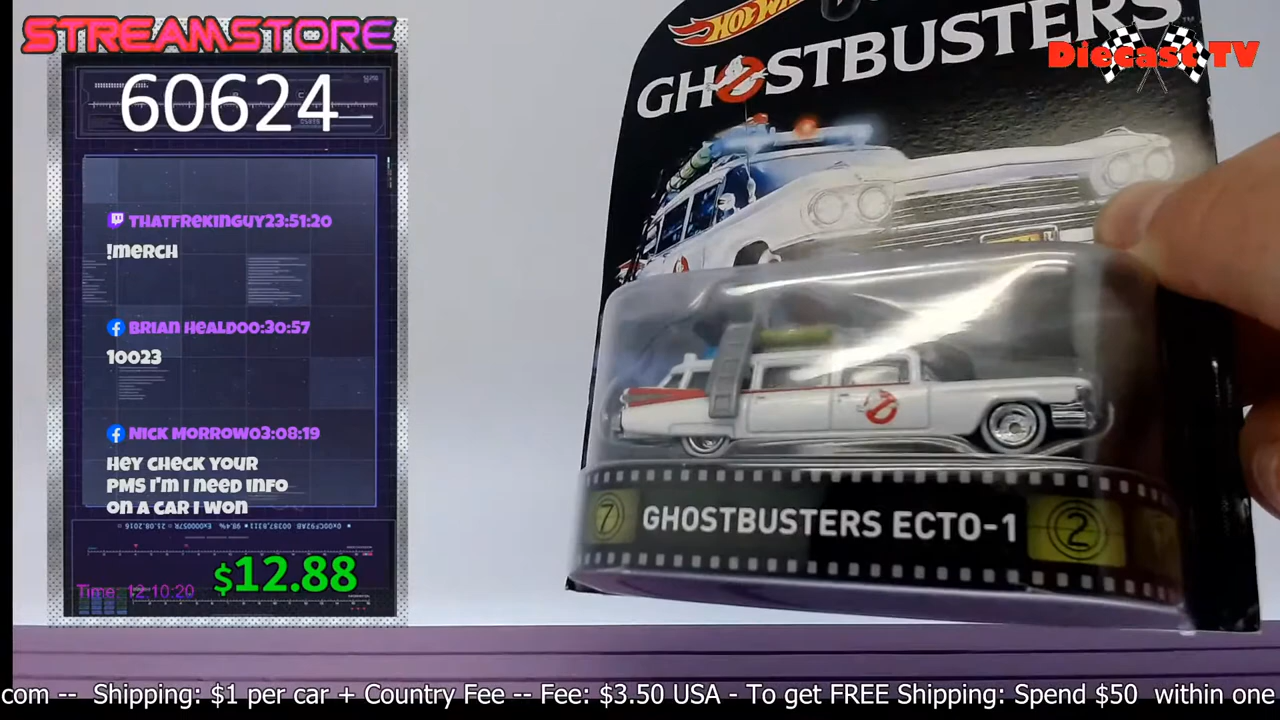 STREAMSTORE
60624
THATFREKINGUY23:51:20
!MERCH
BRIAN HEALD00:30:57
10023
NICK MORROW03:08:19
HEY CHECK YOUR
PMS I'M I NEED INFO
ON A CAR I WON
Time: 12:10:20
$12.88
HOT WHEELS
GHOSTBUSTERS
Diecast TV
GHOSTBUSTERS ECTO-1
2
com -- Shipping: $1 per car + Country Fee -- Fee: $3.50 USA - To get FREE Shipping: Spend $50 within one